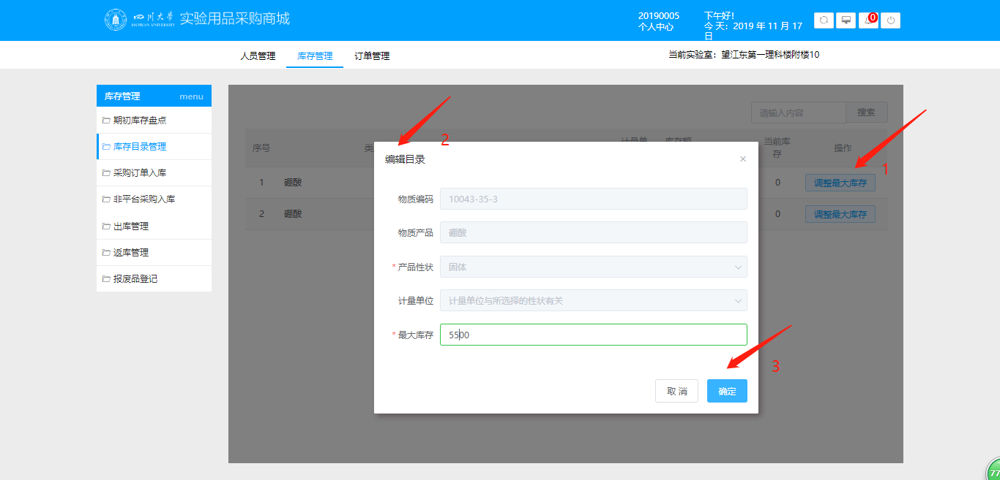 四川大学 实验用品采购商城
SICHUAN UNIVERSITY
20190005
个人中心
下午好!
今 天：2019 年 11 月 17
日
0
人员管理 库存管理 订单管理
当前实验室：望江东第一理科楼附楼10
库存管理 menu
期初库存盘点
库存目录管理
采购订单入库
非平台采购入库
出库管理
返库管理
报废品登记
请输入内容 搜索
序号 类 计量单 库存额 当前库存 操作
1 硼酸 0 调整最大库存
2 硼酸 0 调整最大库存
1
2
编辑目录 ×
物质编码 10043-35-3
物质产品 硼酸
* 产品性状 固体
计量单位 计量单位与所选择的性状有关
* 最大库存 5500
3
取 消 确定
77